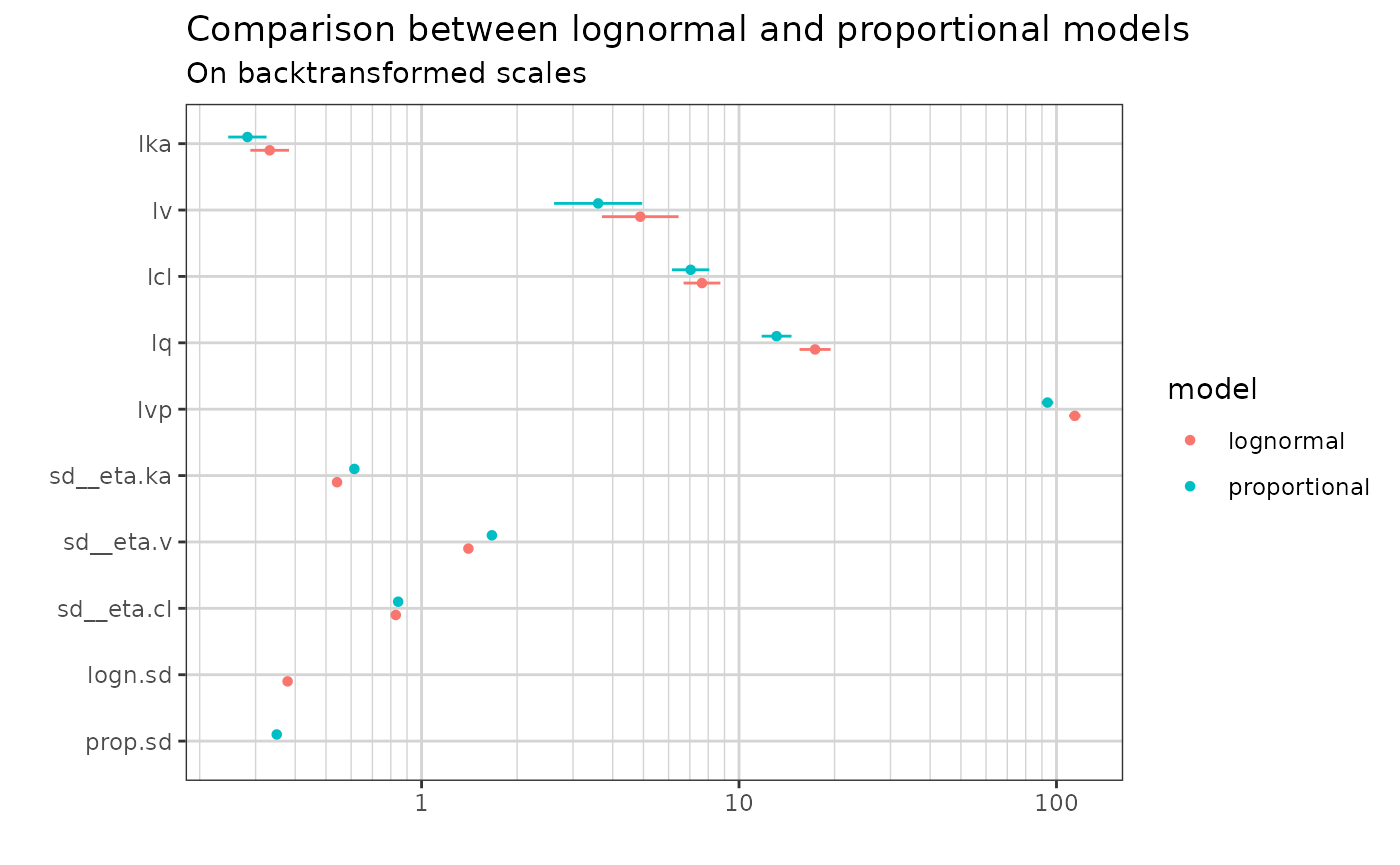 Comparison between lognormal and proportional models
On backtransformed scales
lka
lv
lcl
lq
lvp
sd__eta.ka
sd__eta.v
sd__eta.cl
logn.sd
prop.sd
1 10 100
model
lognormal
proportional